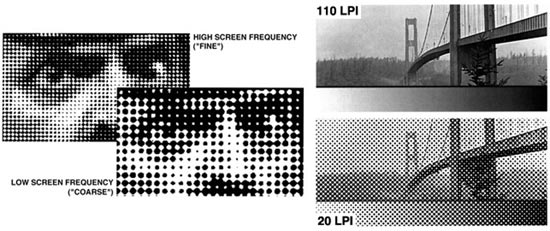 HIGH SCREEN FREQUENCY
("FINE")
LOW SCREEN FREQUENCY
("COARSE")
110 LPI
20 LPI